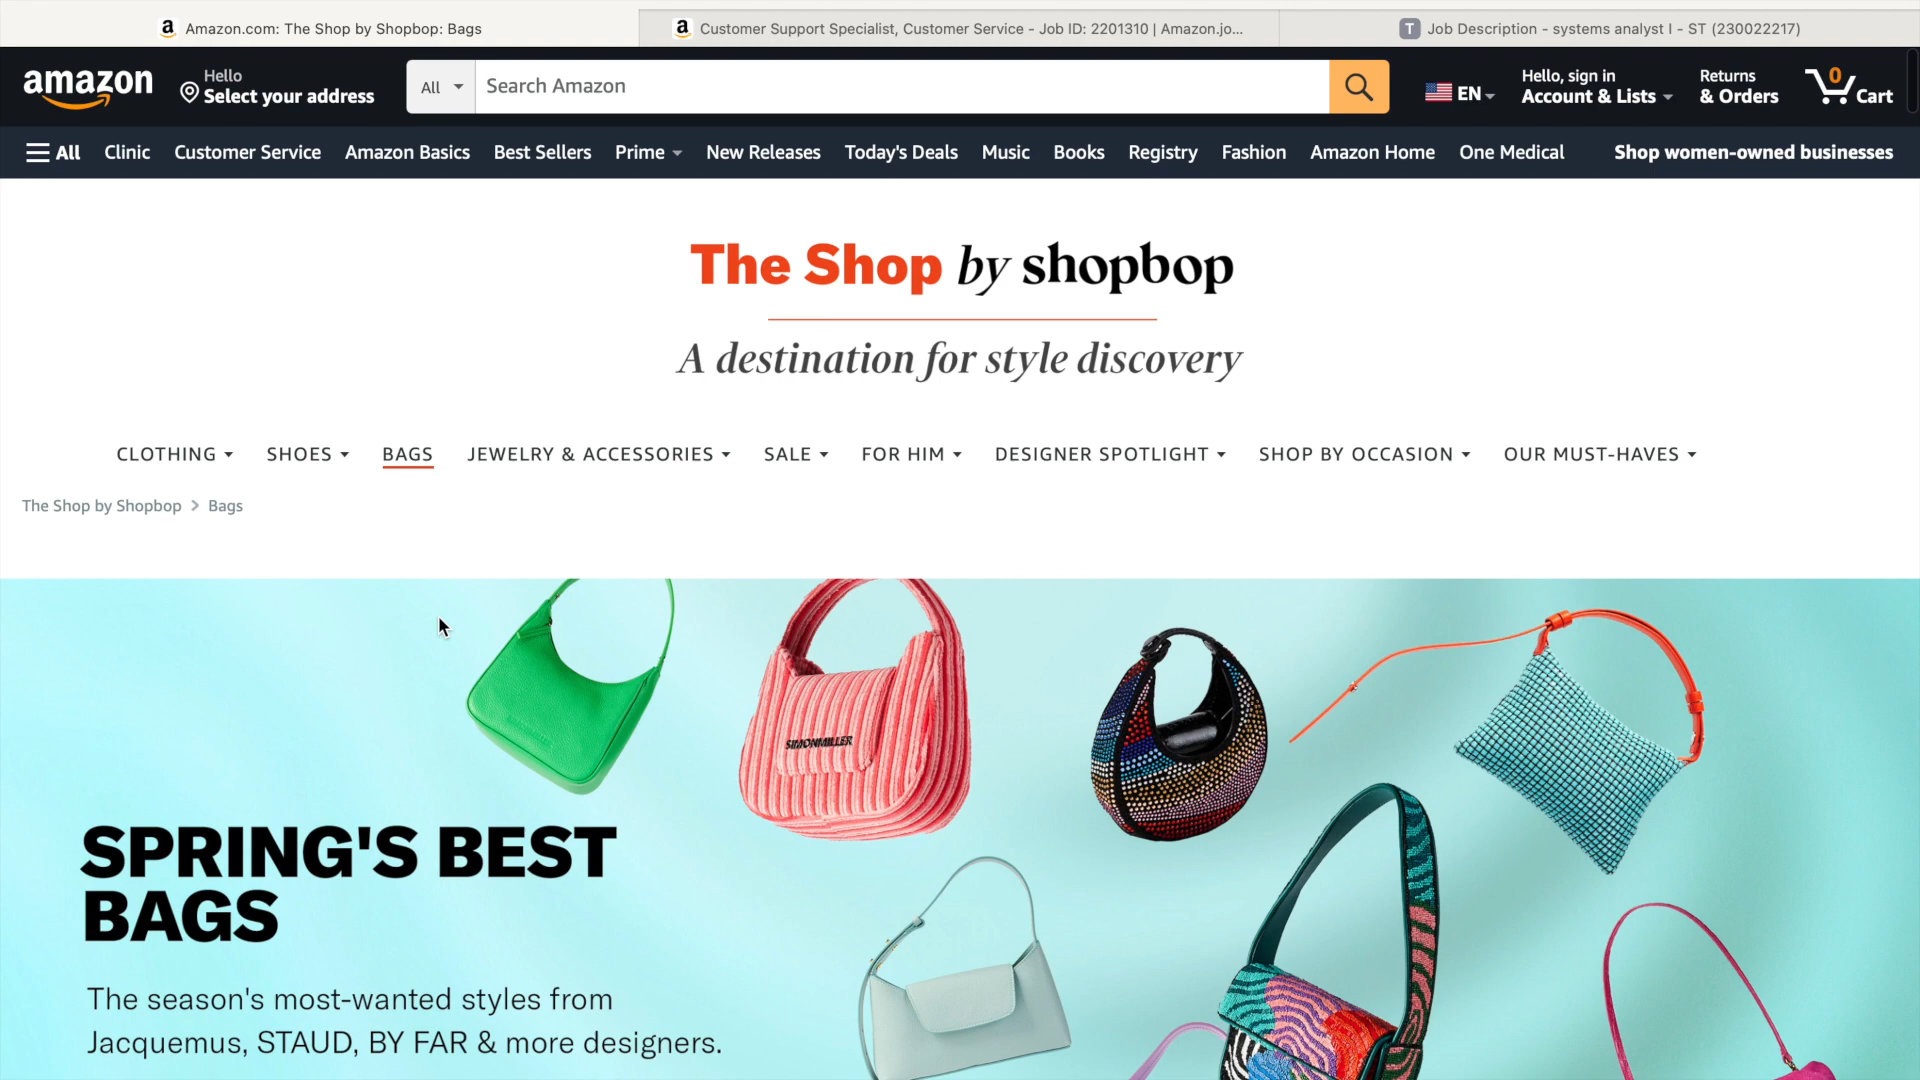 Amazon.com: The Shop by Shopbop: Bags
Customer Support Specialist, Customer Service - Job ID: 2201310 | Amazon.jo...
T Job Description - systems analyst I - ST (230022217)
amazon
Hello
Select your address
All
Search Amazon
EN
Hello, sign in
Account & Lists
Returns
& Orders
0
Cart
All
Clinic
Customer Service
Amazon Basics
Best Sellers
Prime
New Releases
Today's Deals
Music
Books
Registry
Fashion
Amazon Home
One Medical
Shop women-owned businesses
The Shop by shopbop
A destination for style discovery
CLOTHING
SHOES
BAGS
JEWELRY & ACCESSORIES
SALE
FOR HIM
DESIGNER SPOTLIGHT
SHOP BY OCCASION
OUR MUST-HAVES
The Shop by Shopbop > Bags
SIMONMILLER
SPRING'S BEST
BAGS
The season's most-wanted styles from
Jacquemus, STAUD, BY FAR & more designers.